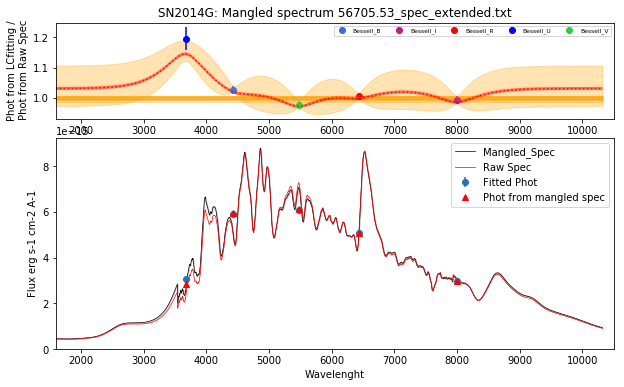 SN2014G: Mangled spectrum 56705.53_spec_extended.txt
Phot from LCfitting /
Phot from Raw Spec
1.2
1.1
1.0
Bessell_B
Bessell_I
Bessell_R
Bessell_U
Bessell_V
2000 3000 4000 5000 6000 7000 8000 9000 10000
Flux erg s-1 cm-2 A-1
8
6
4
2
0
Mangled_Spec
Raw Spec
Fitted Phot
Phot from mangled spec
2000 3000 4000 5000 6000 7000 8000 9000 10000
Wavelenght